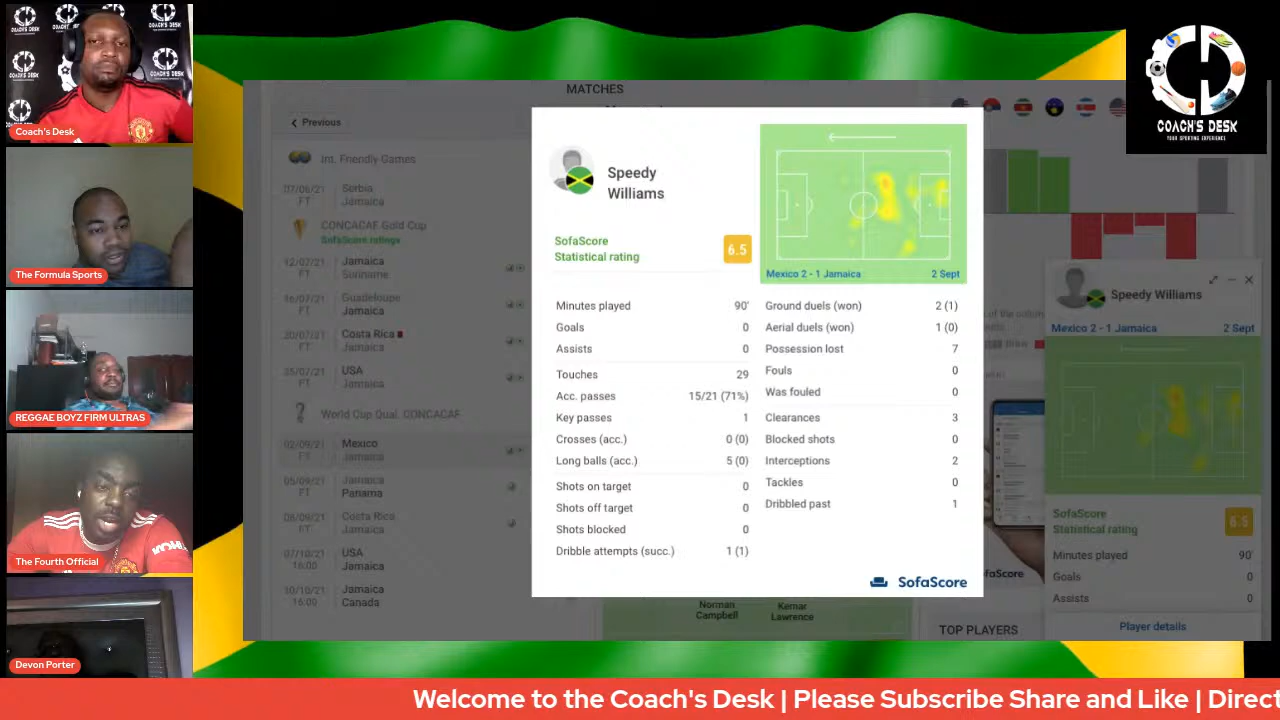 COACH'S DESK
Coach's Desk
The Formula Sports
REGGAE BOYZ FIRM ULTRAS
The Fourth Official
Devon Porter
COACH'S DESK
YOUR SPORTING EXPERIENCE
MATCHES
Previous
Int. Friendly Games
07/06/21 Serbia
FT Jamaica
CONCACAF Gold Cup
SofaScore ratings
12/07/21 Jamaica
FT Suriname
16/07/21 Guadeloupe
FT Jamaica
20/07/21 Costa Rica
FT Jamaica
25/07/21 USA
FT Jamaica
World Cup Qual. CONCACAF
02/09/21 Mexico
FT Jamaica
05/09/21 Jamaica
FT Panama
08/09/21 Costa Rica
FT Jamaica
07/10/21 USA
16:00 Jamaica
10/10/21 Jamaica
16:00 Canada
Speedy
Williams
SofaScore
Statistical rating
6.5
Mexico 2 - 1 Jamaica 2 Sept
Minutes played 90'
Goals 0
Assists 0
Touches 29
Acc. passes 15/21 (71%)
Key passes 1
Crosses (acc.) 0 (0)
Long balls (acc.) 5 (0)
Shots on target 0
Shots off target 0
Shots blocked 0
Dribble attempts (succ.) 1 (1)
Ground duels (won) 2 (1)
Aerial duels (won) 1 (0)
Possession lost 7
Fouls 0
Was fouled 0
Clearances 3
Blocked shots 0
Interceptions 2
Tackles 0
Dribbled past 1
SofaScore
Norman
Campbell
Kemar
Lawrence
TOP PLAYERS
Speedy Williams
Mexico 2 - 1 Jamaica 2 Sept
SofaScore
Statistical rating
6.5
Minutes played 90'
Goals 0
Assists 0
Player details
Welcome to the Coach's Desk | Please Subscribe Share and Like | Direct